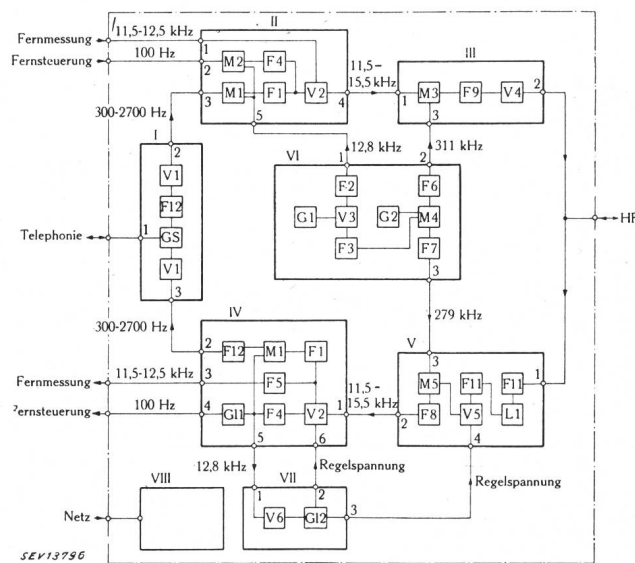 II
11,5-12,5 kHz
Fernmessung
1
100 Hz
Fernsteuerung
2 M2 F4
11,5-
15,5 kHz
III
3 M1 F1 V2 4
1 M3 F9 V4 2
300-2700 Hz
5
3
I
2
12,8 kHz
311 kHz
VI 1 2
V1
F2 F6
F12
G1 V3 G2 M4
Telephonie
1 GS
HF
F3 F7
V1
3
3
300-2700 Hz
IV
279 kHz
V
2 F12 M1 F1
3
1
11,5-12,5 kHz
Fernmessung
3 F5
11,5-
15,5 kHz
M5 F11 F11
100 Hz
?ernsteuerung
4 Gl1 F4 V2 1
2 F8 V5 L1
5 6
4
12,8 kHz
Regelspannung
VIII
VII
Regelspannung
1 2
Netz
V6 Gl2 3
SEV13796